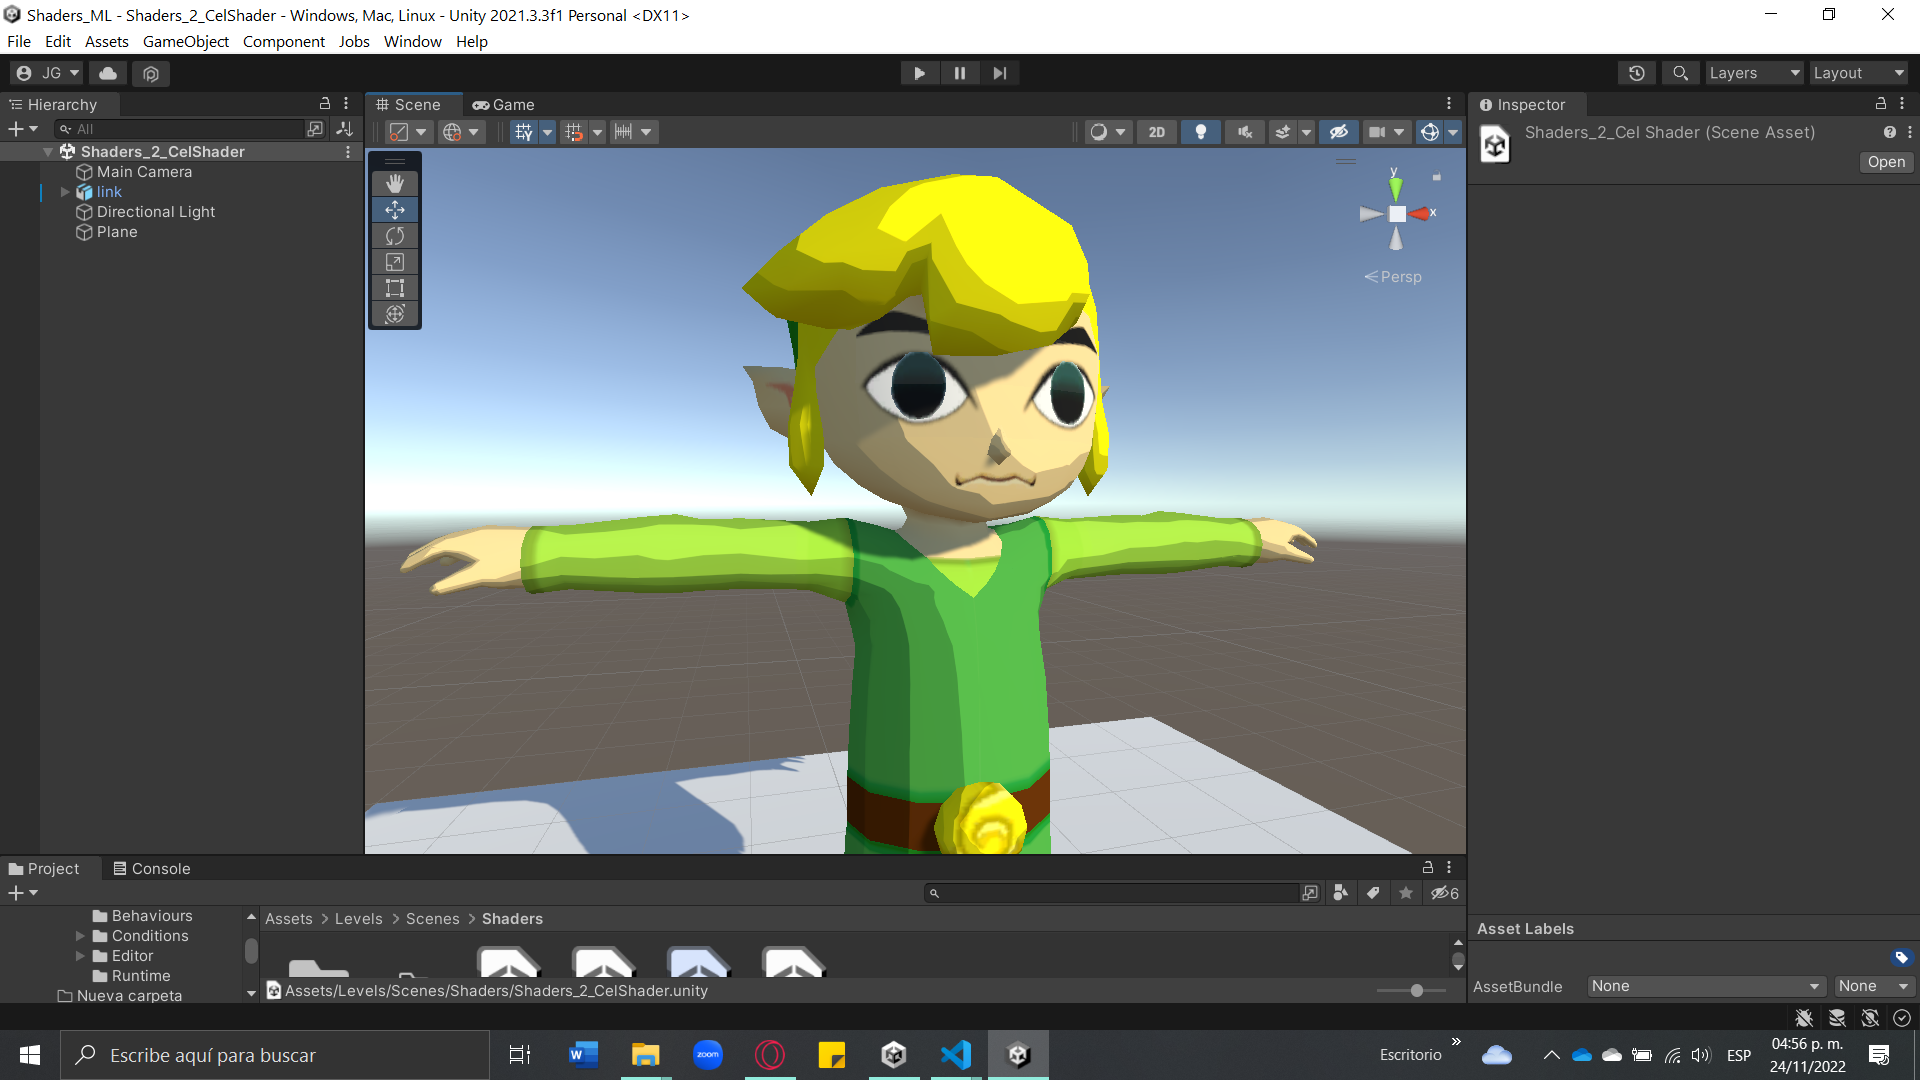 Shaders_ML - Shaders_2_CelShader - Windows, Mac, Linux - Unity 2021.3.3f1 Personal <DX11>
File Edit Assets GameObject Component Jobs Window Help
JG Layers Layout
Hierarchy Scene Game Inspector
All 2D Shaders_2_Cel Shader (Scene Asset)
Open
Shaders_2_CelShader
Main Camera
link
Directional Light
Plane
y
x
Persp
Project Console
6
Assets > Levels > Scenes > Shaders
Behaviours
Conditions
Editor
Runtime
Nueva carpeta
Assets/Levels/Scenes/Shaders/Shaders_2_CelShader.unity
Asset Labels
AssetBundle None None
Escribe aquí para buscar
W
zoom
Escritorio
»
ESP
04:56 p. m.
24/11/2022